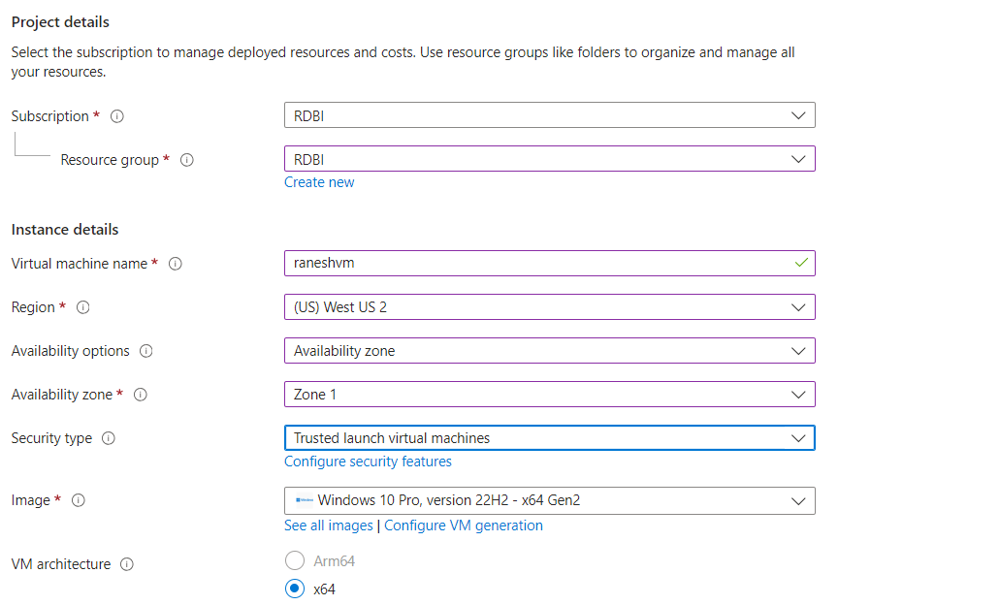 Project details
Select the subscription to manage deployed resources and costs. Use resource groups like folders to organize and manage all
your resources.
Subscription *
RDBI
Resource group *
RDBI
Create new
Instance details
Virtual machine name *
raneshvm
Region *
(US) West US 2
Availability options
Availability zone
Availability zone *
Zone 1
Security type
Trusted launch virtual machines
Configure security features
Image *
Windows 10 Pro, version 22H2 - x64 Gen2
See all images | Configure VM generation
VM architecture
Arm64
x64